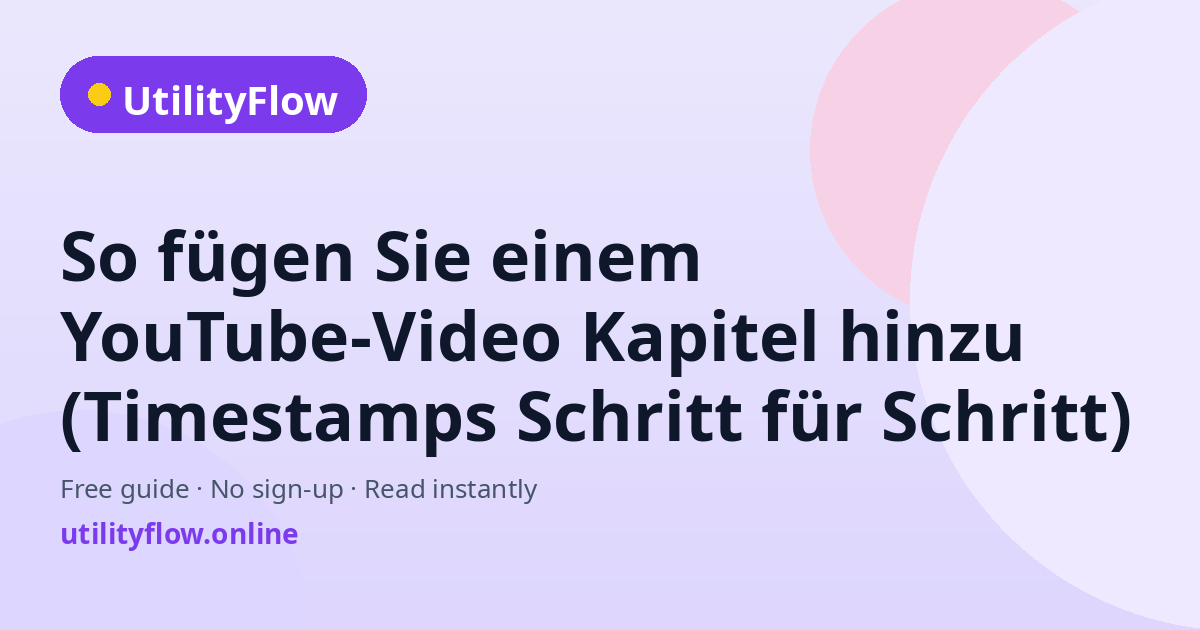 UtilityFlow
So fügen Sie einem
YouTube-Video Kapitel hinzu
(Timestamps Schritt für Schritt)
Free guide · No sign-up · Read instantly
utilityflow.online